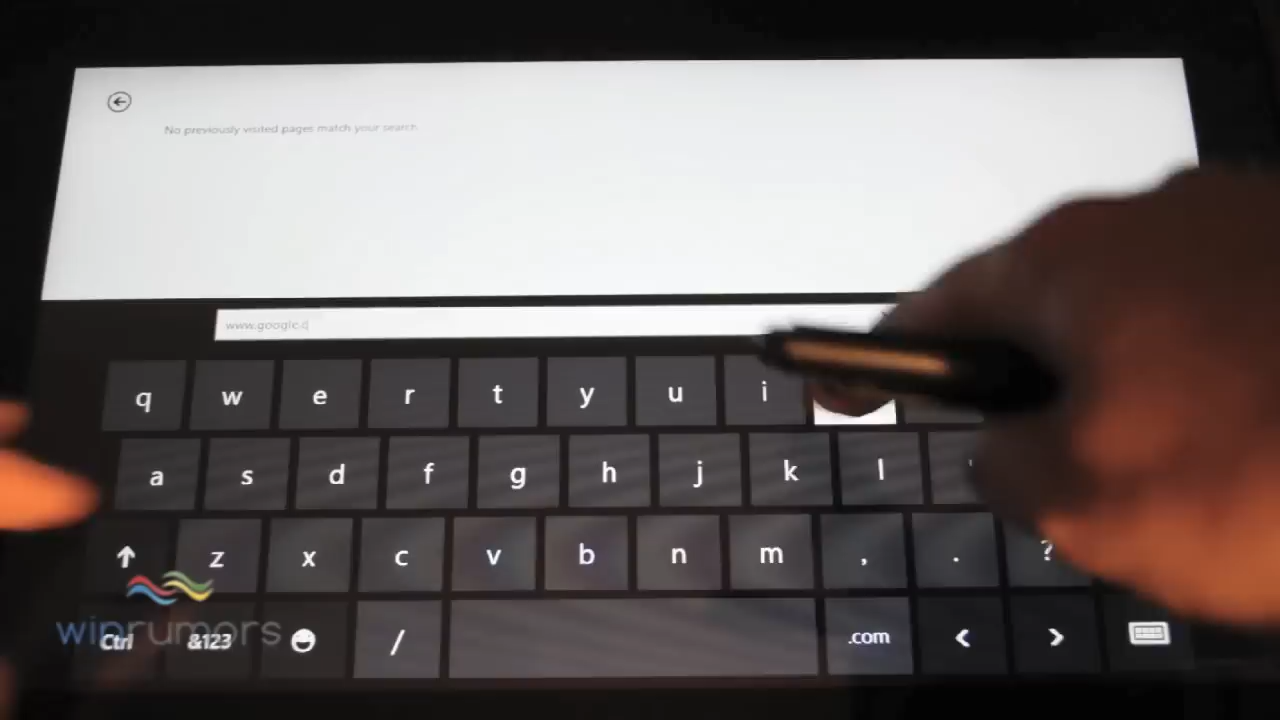 No previously visited pages match your search.
www.google.c
q w e r t y u i
a s d f g h j k l '
z x c v b n m , . ?
Ctrl &123 / .com < >
winrumors